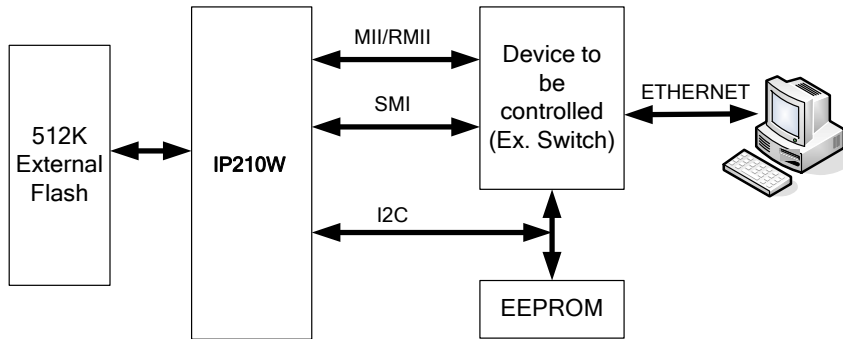 512K
External
Flash
IP210W
MII/RMII
SMI
I2C
Device to
be
controlled
(Ex. Switch)
ETHERNET
EEPROM